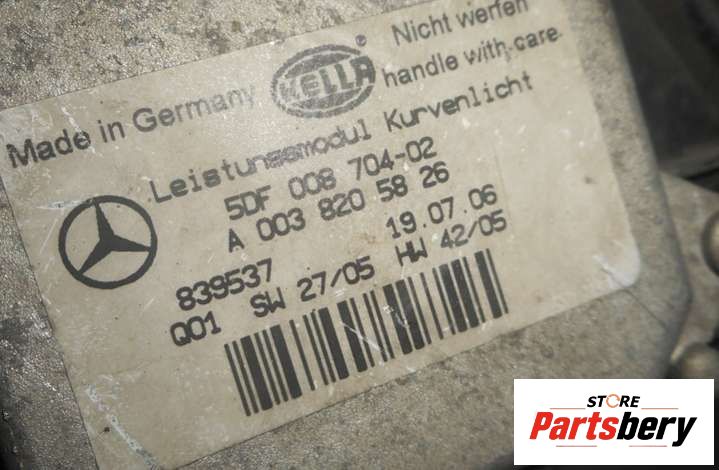 Made in Germany
HELLA®
Nicht werfen
handle with care
Leistungsmodul Kurvenlicht
5DF 008 704-02
A 003 820 58 26
839537 19.07.06
Q01 SW 27/05 HW 42/05
STORE
Partsbery